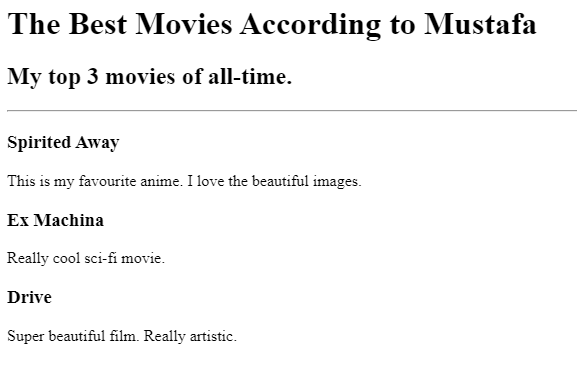 The Best Movies According to Mustafa
My top 3 movies of all-time.
Spirited Away
This is my favourite anime. I love the beautiful images.
Ex Machina
Really cool sci-fi movie.
Drive
Super beautiful film. Really artistic.